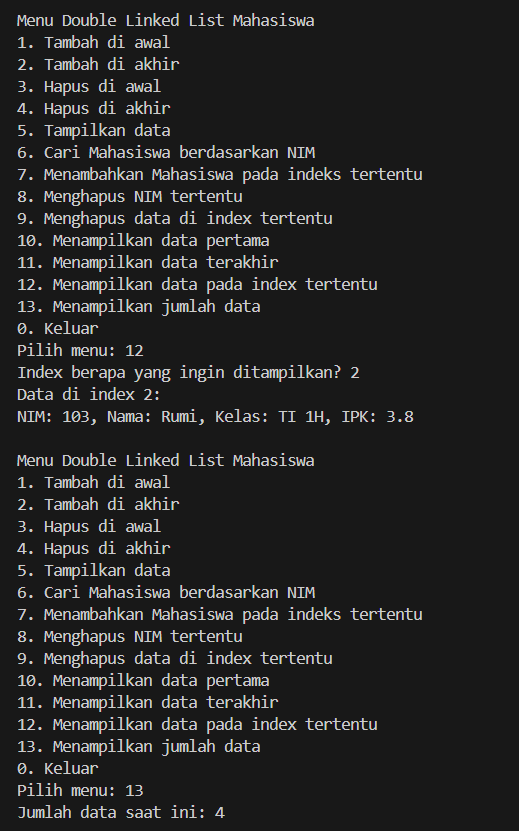 Menu Double Linked List Mahasiswa
1. Tambah di awal
2. Tambah di akhir
3. Hapus di awal
4. Hapus di akhir
5. Tampilkan data
6. Cari Mahasiswa berdasarkan NIM
7. Menambahkan Mahasiswa pada indeks tertentu
8. Menghapus NIM tertentu
9. Menghapus data di index tertentu
10. Menampilkan data pertama
11. Menampilkan data terakhir
12. Menampilkan data pada index tertentu
13. Menampilkan jumlah data
0. Keluar
Pilih menu: 12
Index berapa yang ingin ditampilkan? 2
Data di index 2:
NIM: 103, Nama: Rumi, Kelas: TI 1H, IPK: 3.8

Menu Double Linked List Mahasiswa
1. Tambah di awal
2. Tambah di akhir
3. Hapus di awal
4. Hapus di akhir
5. Tampilkan data
6. Cari Mahasiswa berdasarkan NIM
7. Menambahkan Mahasiswa pada indeks tertentu
8. Menghapus NIM tertentu
9. Menghapus data di index tertentu
10. Menampilkan data pertama
11. Menampilkan data terakhir
12. Menampilkan data pada index tertentu
13. Menampilkan jumlah data
0. Keluar
Pilih menu: 13
Jumlah data saat ini: 4